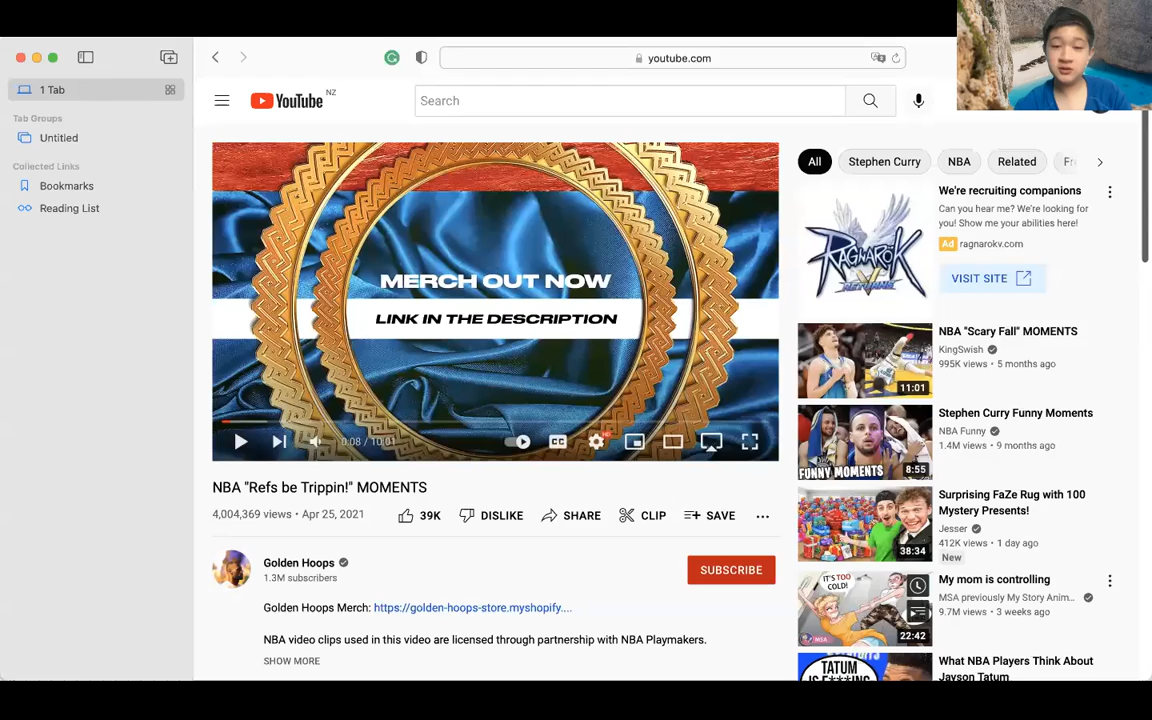 youtube.com
1 Tab
Tab Groups
Untitled
Collected Links
Bookmarks
Reading List
YouTube NZ
Search
MERCH OUT NOW
LINK IN THE DESCRIPTION
0:08 / 10:01
CC
HD
NBA "Refs be Trippin!" MOMENTS
4,004,369 views • Apr 25, 2021
39K
DISLIKE
SHARE
CLIP
SAVE
Golden Hoops
1.3M subscribers
SUBSCRIBE
Golden Hoops Merch: https://golden-hoops-store.myshopify....
NBA video clips used in this video are licensed through partnership with NBA Playmakers.
SHOW MORE
All
Stephen Curry
NBA
Related
We're recruiting companions
Can you hear me? We're looking for
you! Show me your abilities here!
Ad ragnarokv.com
VISIT SITE
RAGNARÖK
V
RETURNS
NBA "Scary Fall" MOMENTS
KingSwish
995K views • 5 months ago
11:01
Stephen Curry Funny Moments
NBA Funny
1.4M views • 9 months ago
FUNNY MOMENTS
8:55
Surprising FaZe Rug with 100
Mystery Presents!
Jesser
412K views • 1 day ago
New
38:34
My mom is controlling
MSA previously My Story Anim...
9.7M views • 3 weeks ago
IT'S TOO
COLD!
MSA
22:42
What NBA Players Think About
Jayson Tatum
TATUM
IS F***ING